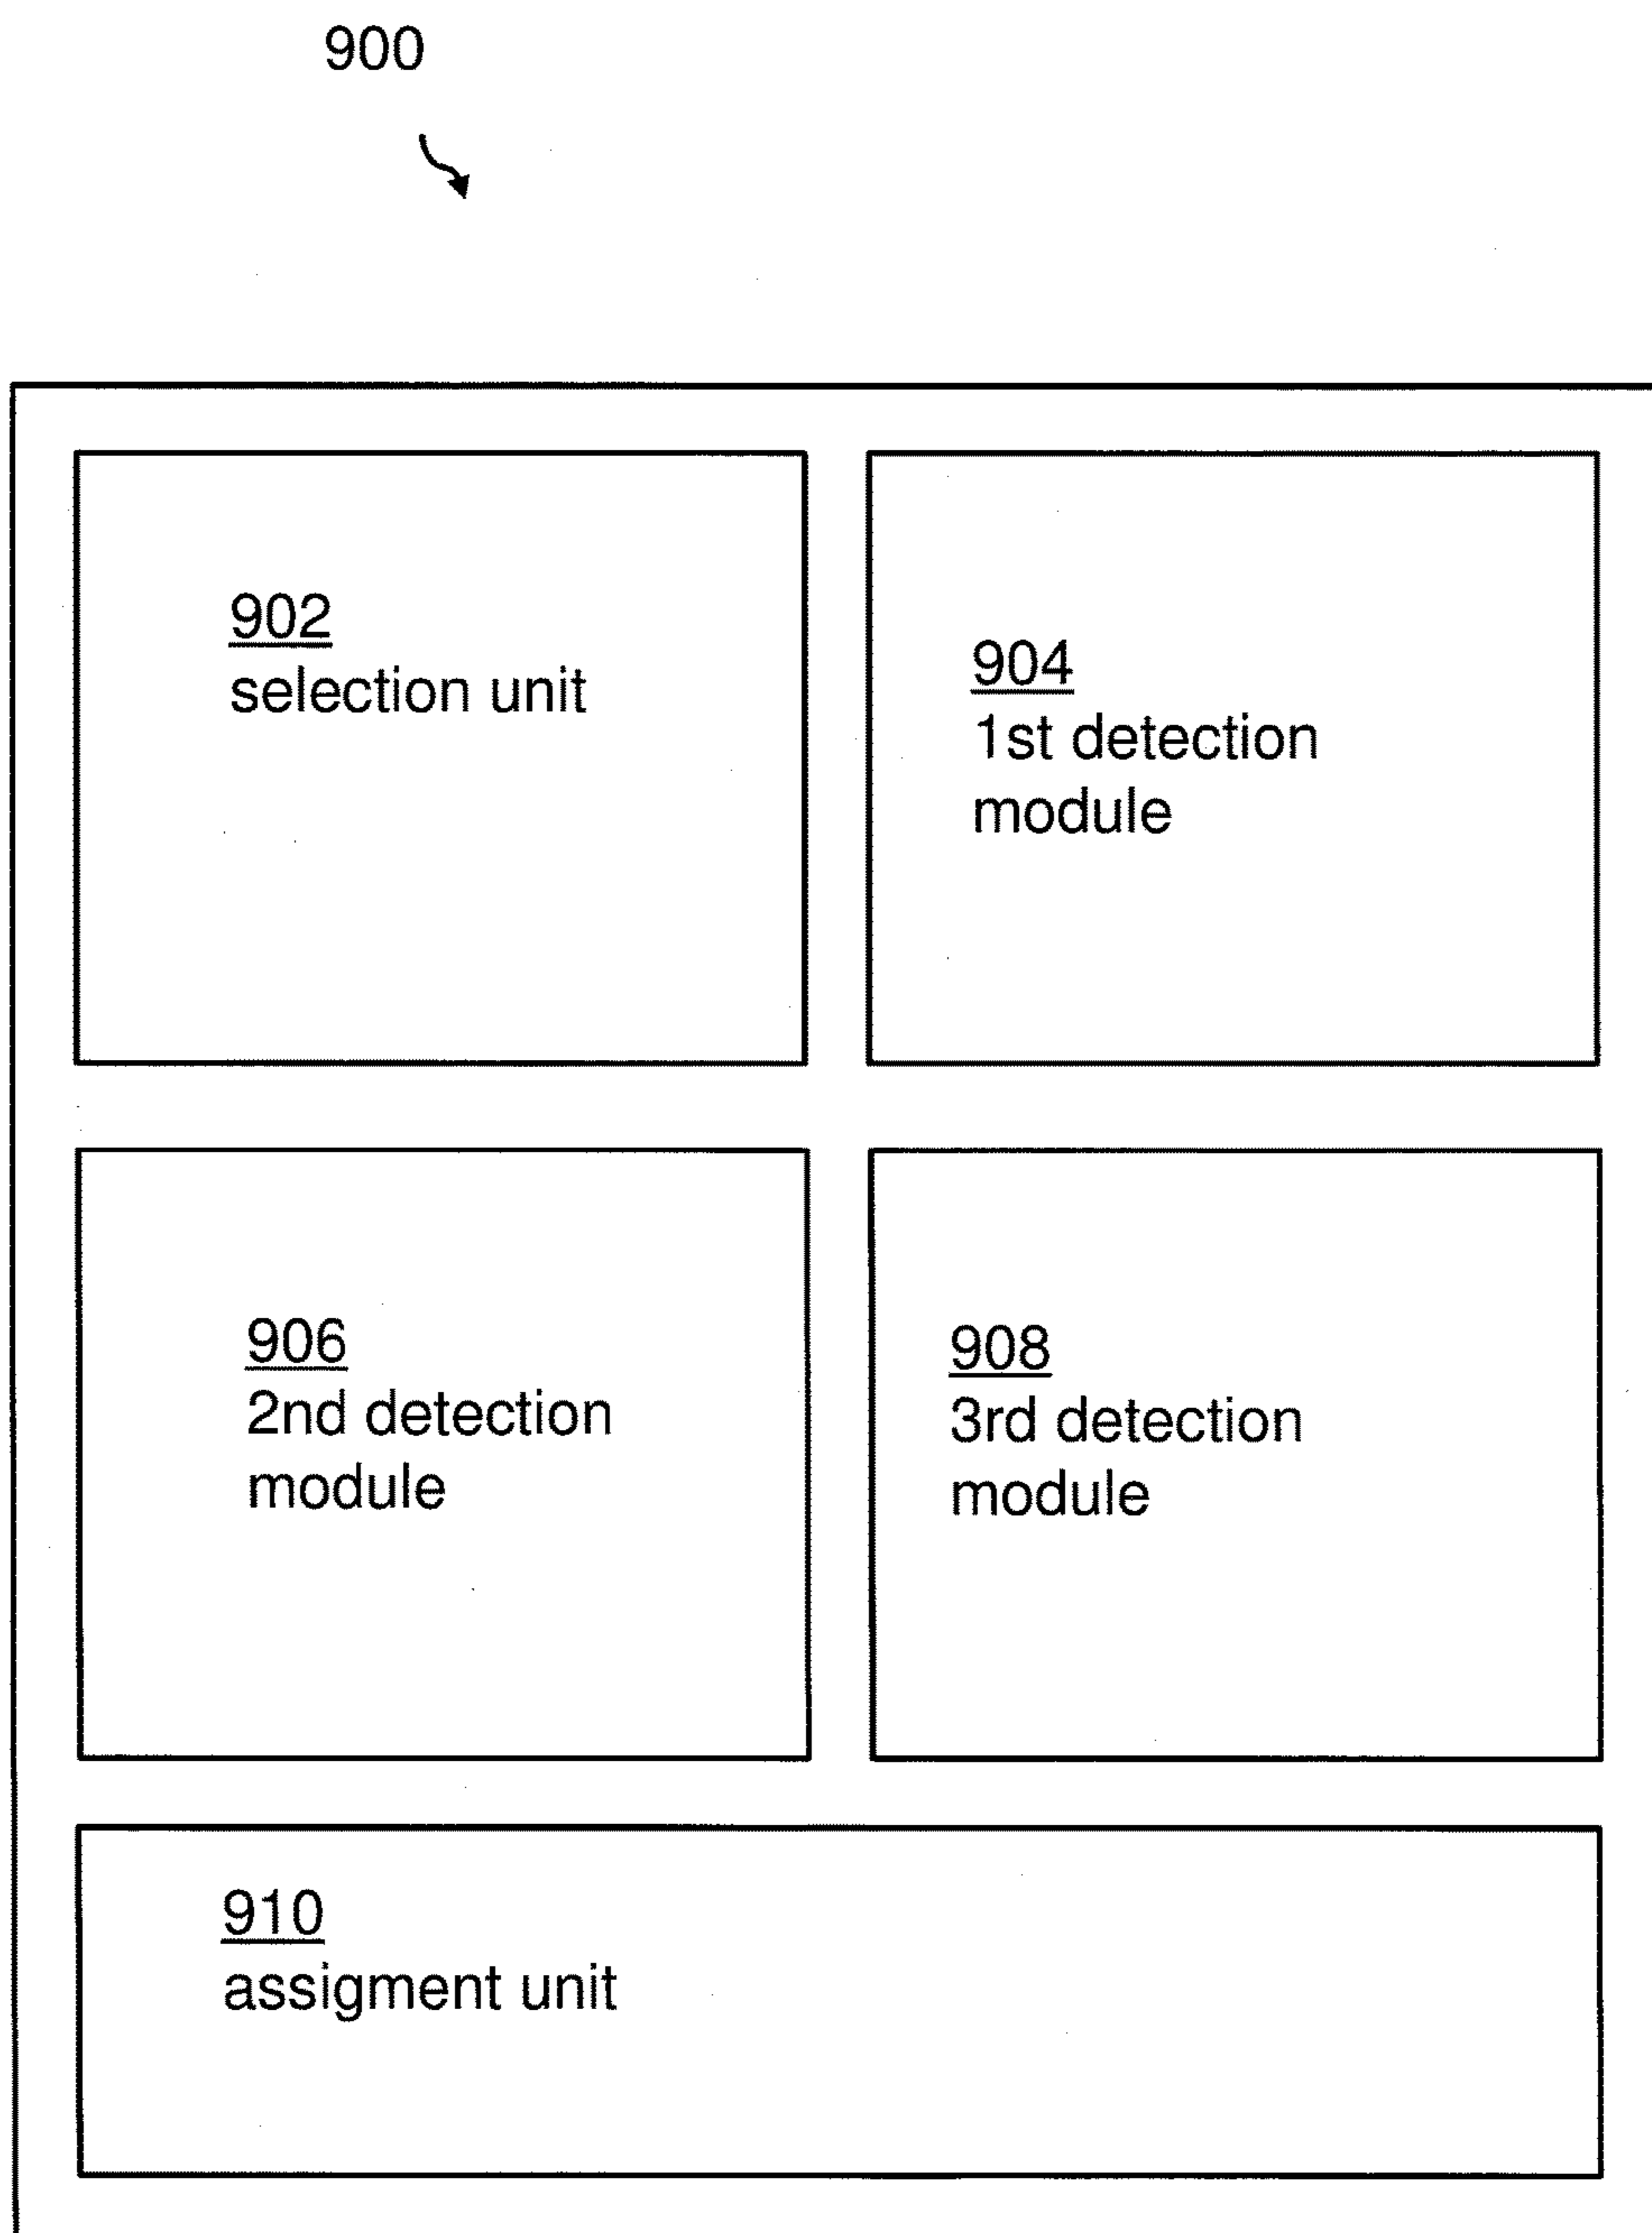 900
902
selection unit
904
1st detection
module
906
2nd detection
module
908
3rd detection
module
910
assigment unit